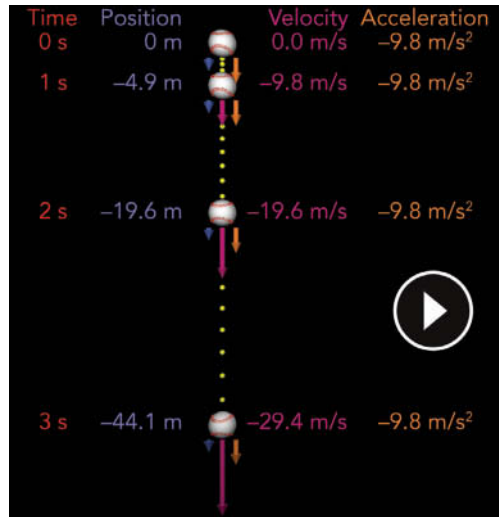 Time Position Velocity Acceleration
0 s 0 m 0.0 m/s –9.8 m/s²
1 s –4.9 m –9.8 m/s –9.8 m/s²
2 s –19.6 m –19.6 m/s –9.8 m/s²
3 s –44.1 m –29.4 m/s –9.8 m/s²